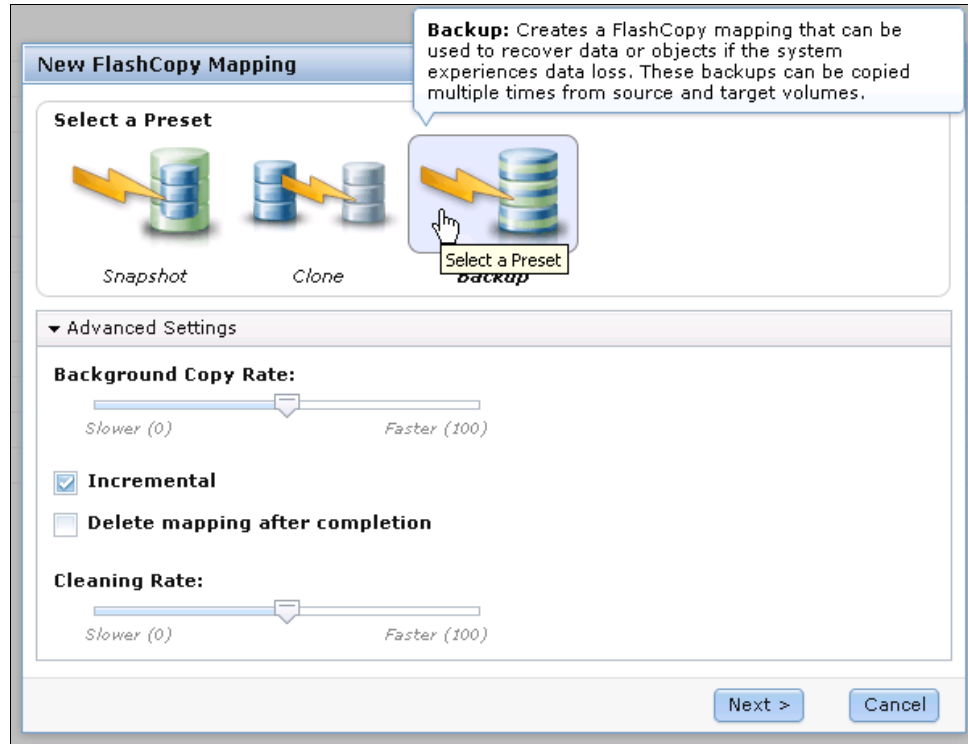 Backup: Creates a FlashCopy mapping that can be
used to recover data or objects if the system
experiences data loss. These backups can be copied
multiple times from source and target volumes.
New FlashCopy Mapping
Select a Preset
Snapshot
Clone
Backup
Select a Preset
Advanced Settings
Background Copy Rate:
Slower (0)
Faster (100)
Incremental
Delete mapping after completion
Cleaning Rate:
Slower (0)
Faster (100)
Next >
Cancel